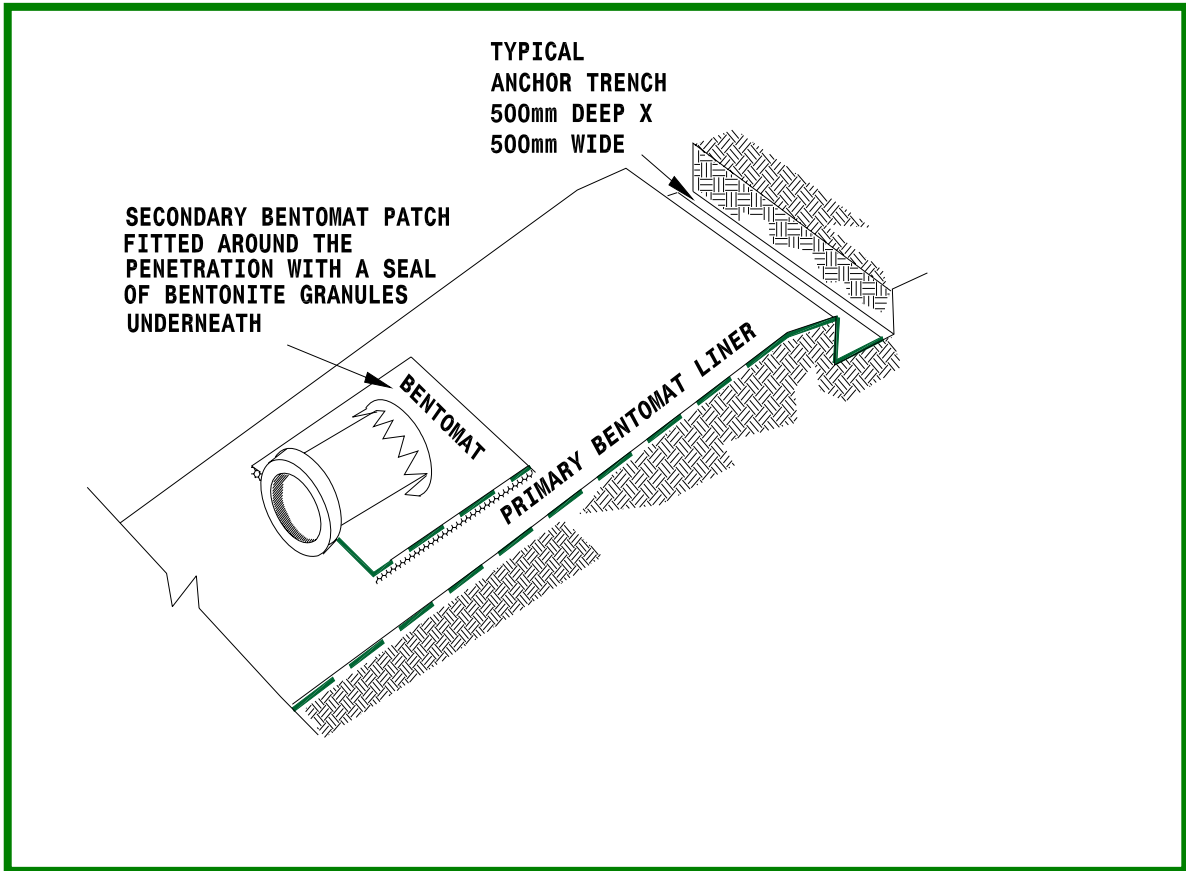 TYPICAL
ANCHOR TRENCH
500mm DEEP X
500mm WIDE
SECONDARY BENTOMAT PATCH
FITTED AROUND THE
PENETRATION WITH A SEAL
OF BENTONITE GRANULES
UNDERNEATH
BENTOMAT
PRIMARY BENTOMAT LINER